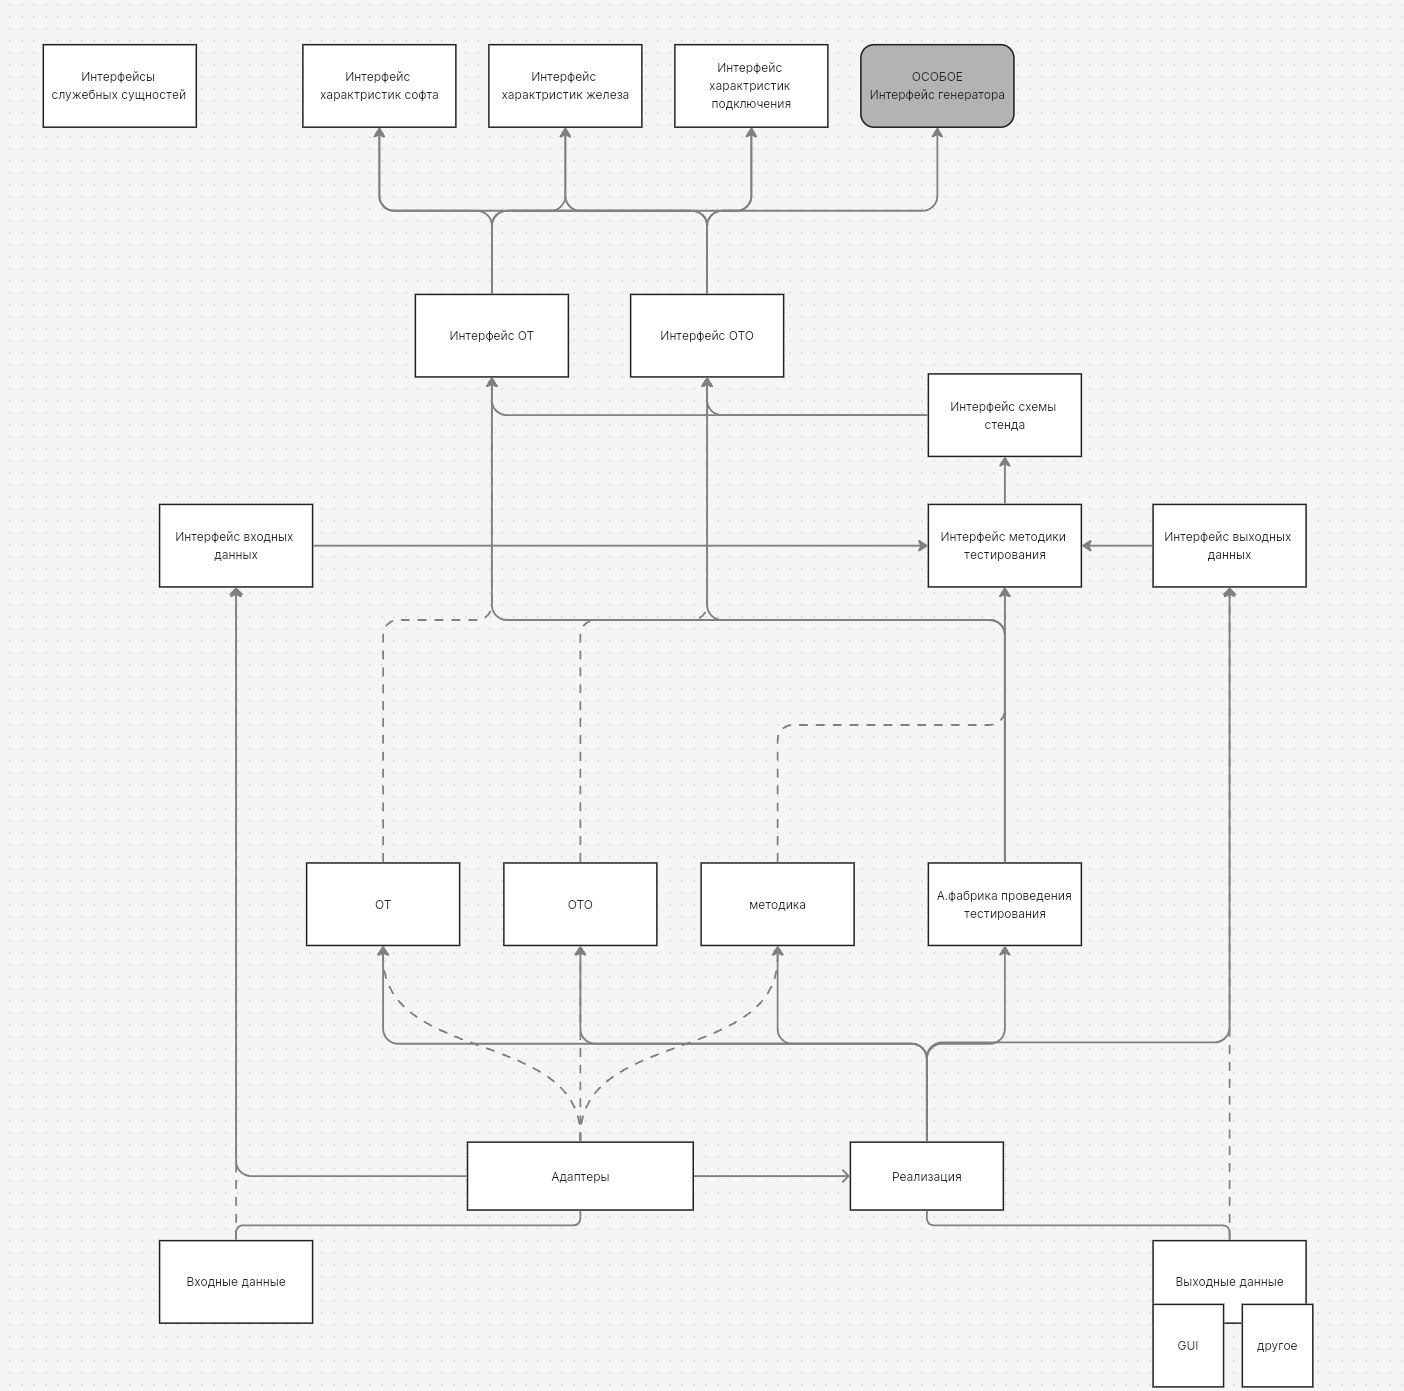 Интерфейсы
служебных сущностей
Интерфейс
характристик софта
Интерфейс
характристик железа
Интерфейс
характристик
подключения
ОСОБОЕ
Интерфейс генератора
Интерфейс ОТ
Интерфейс ОТО
Интерфейс схемы
стенда
Интерфейс входных
данных
Интерфейс методики
тестирования
Интерфейс выходных
данных
ОТ
ОТО
методика
А.фабрика проведения
тестирования
Адаптеры
Реализация
Входные данные
Выходные данные
GUI
другое